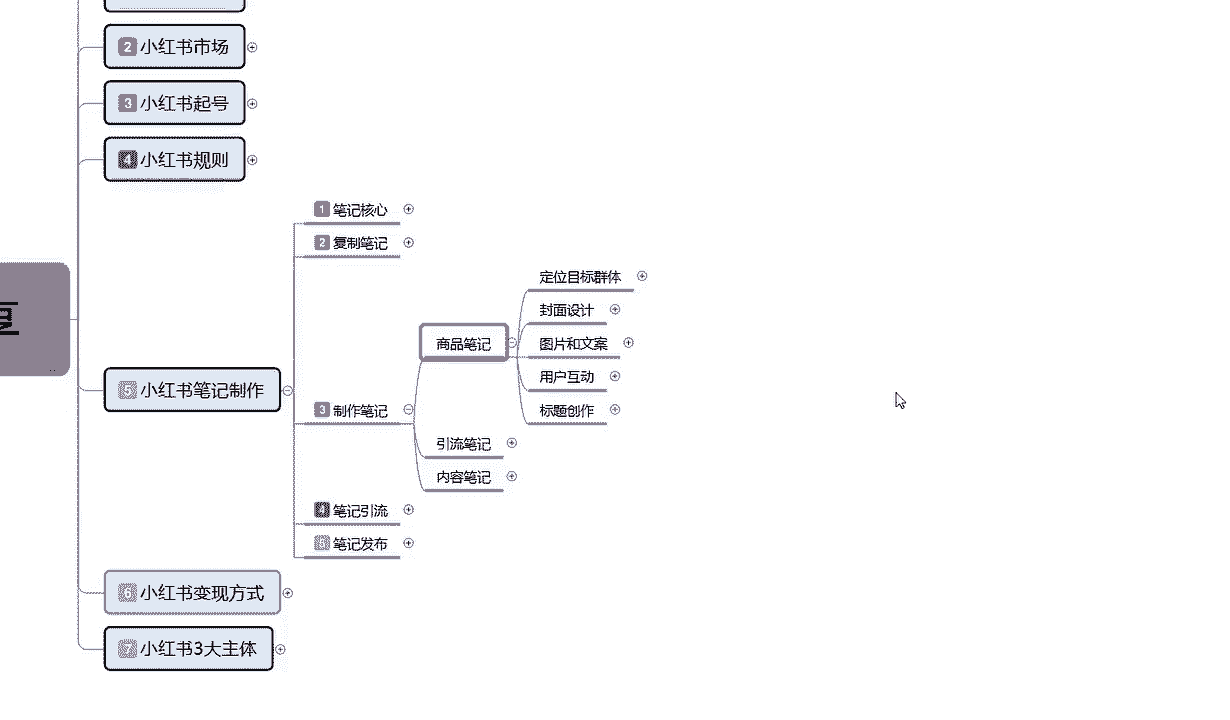 2 小红书市场
3 小红书起号
4 小红书规则
1 笔记核心
2 复制笔记
定位目标群体
封面设计
商品笔记
图片和文案
用户互动
5 小红书笔记制作
3 制作笔记
标题创作
引流笔记
内容笔记
4 笔记引流
5 笔记发布
6 小红书变现方式
7 小红书3大主体